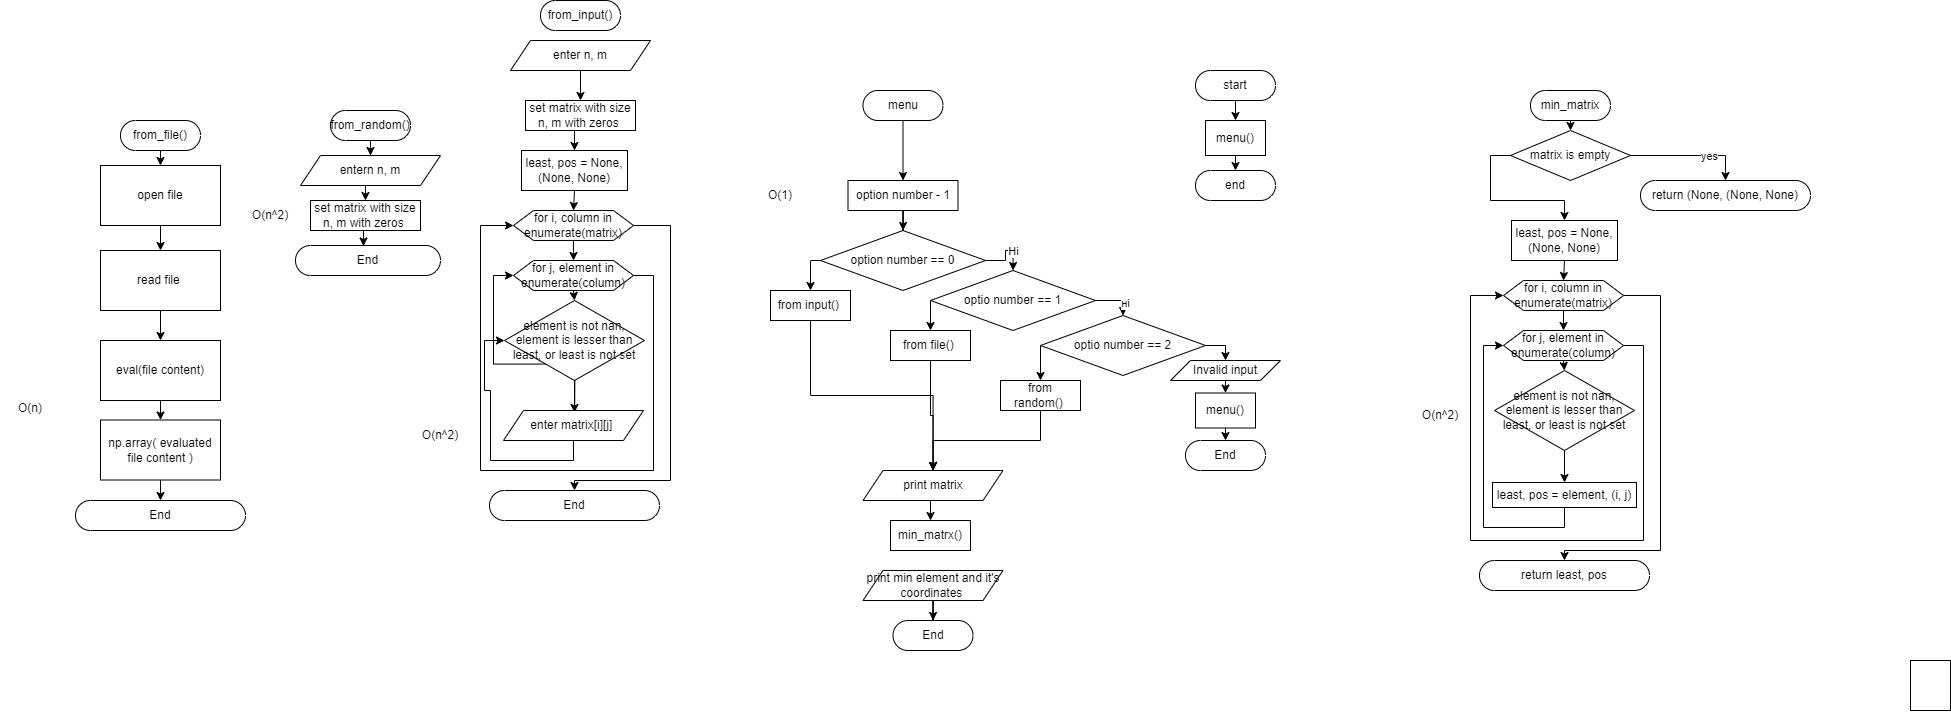 from_file()
open file
read file
eval(file content)
O(n)
np.array( evaluated
file content )
End
from_random()
entern n, m
O(n^2)
set matrix with size
n, m with zeros
End
from_input()
enter n, m
set matrix with size
n, m with zeros
least, pos = None,
(None, None)
for i, column in
enumerate(matrix)
for j, element in
enumerate(column)
element is not nan,
element is lesser than
least, or least is not set
enter matrix[i][j]
O(n^2)
End
menu
O(1)
option number - 1
option number == 0
Ні
from input()
optio number == 1
ні
from file()
optio number == 2
from
random()
Invalid input
menu()
End
print matrix
min_matrx()
print min element and it's
coordinates
End
start
menu()
end
min_matrix
matrix is empty
yes
return (None, (None, None)
least, pos = None,
(None, None)
for i, column in
enumerate(matrix)
for j, element in
enumerate(column)
element is not nan,
element is lesser than
least, or least is not set
O(n^2)
least, pos = element, (i, j)
return least, pos